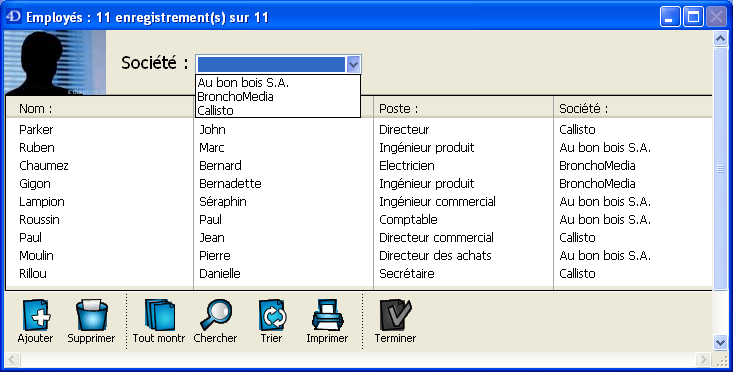 4D Employés : 11 enregistrement(s) sur 11
Société :
Au bon bois S.A.
BronchoMedia
Callisto
Nom : Poste : Société :
Parker John Directeur Callisto
Ruben Marc Ingénieur produit Au bon bois S.A.
Chaumez Bernard Electricien BronchoMedia
Gigon Bernadette Ingénieur produit BronchoMedia
Lampion Séraphin Ingénieur commercial Au bon bois S.A.
Roussin Paul Comptable Au bon bois S.A.
Paul Jean Directeur commercial Callisto
Moulin Pierre Directeur des achats Au bon bois S.A.
Rillou Danielle Secrétaire Callisto
Ajouter Supprimer Tout montr Chercher Trier Imprimer Terminer